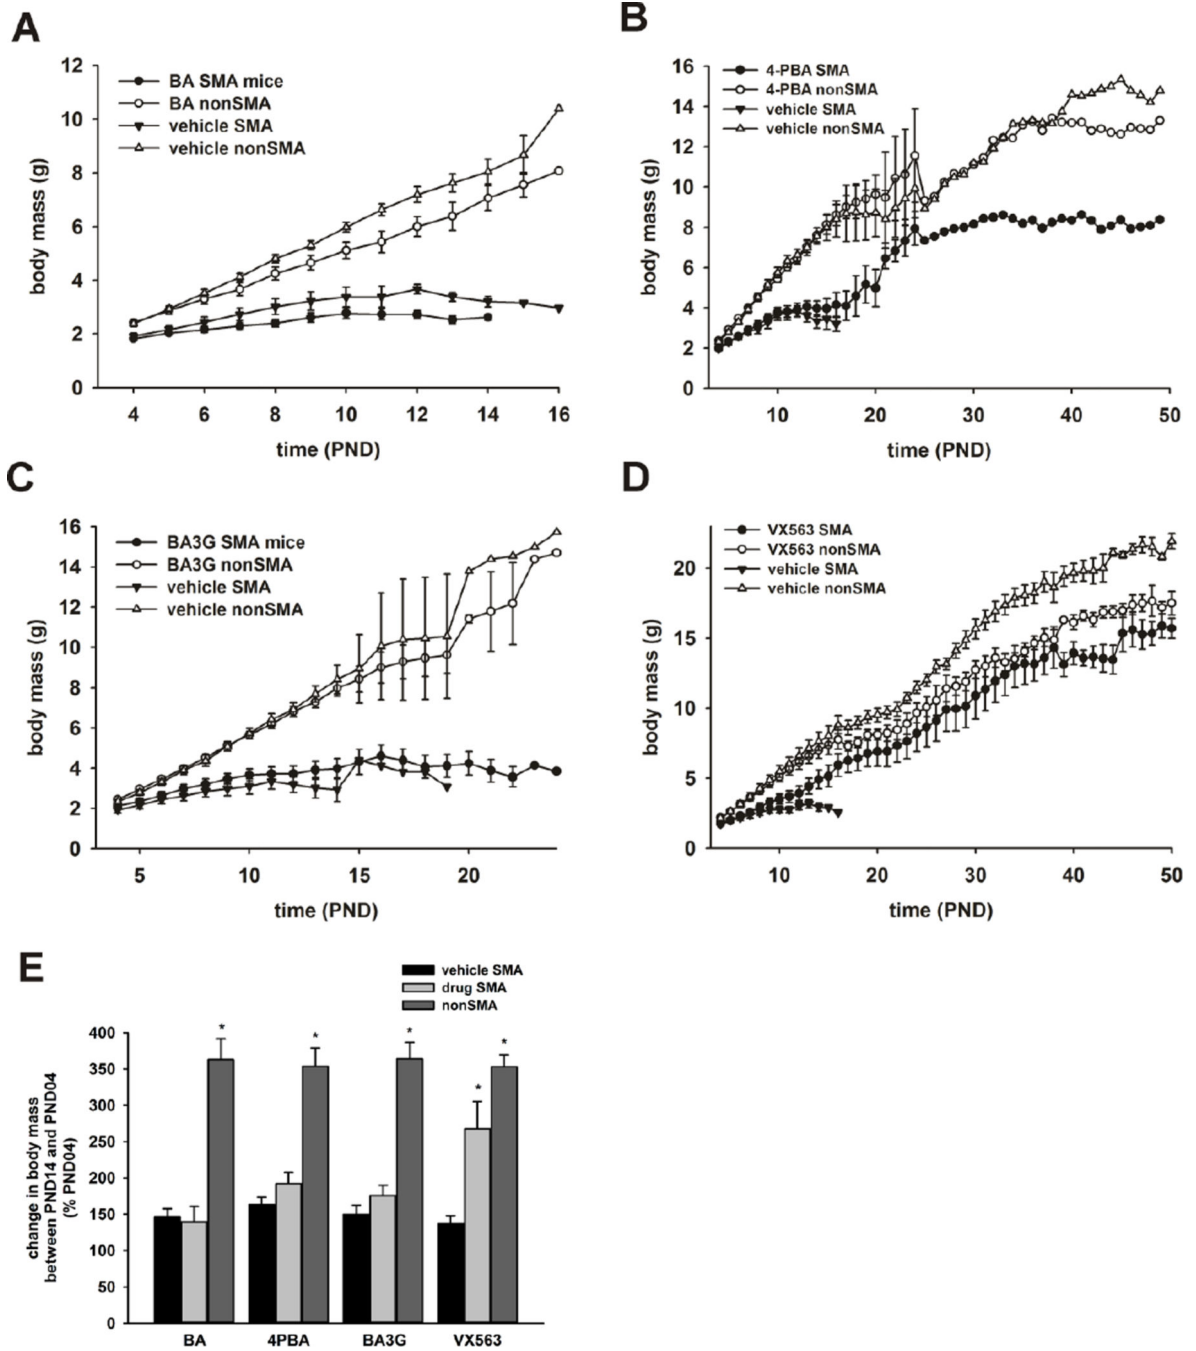 A
12
10
8
6
4
2
0
BA SMA mice
BA nonSMA
vehicle SMA
vehicle nonSMA
body mass (g)
4 6 8 10 12 14 16
time (PND)
B
16
14
12
10
8
6
4
2
0
4-PBA SMA
4-PBA nonSMA
vehicle SMA
vehicle nonSMA
body mass (g)
10 20 30 40 50
time (PND)
C
16
14
12
10
8
6
4
2
0
BA3G SMA mice
BA3G nonSMA
vehicle SMA
vehicle nonSMA
body mass (g)
5 10 15 20
time (PND)
D
20
15
10
5
0
VX563 SMA
VX563 nonSMA
vehicle SMA
vehicle nonSMA
body mass (g)
10 20 30 40 50
time (PND)
E
vehicle SMA
drug SMA
nonSMA
400
350
300
250
200
150
100
50
0
change in body mass
between PND14 and PND04
(% PND04)
* * * * *
BA 4PBA BA3G VX563